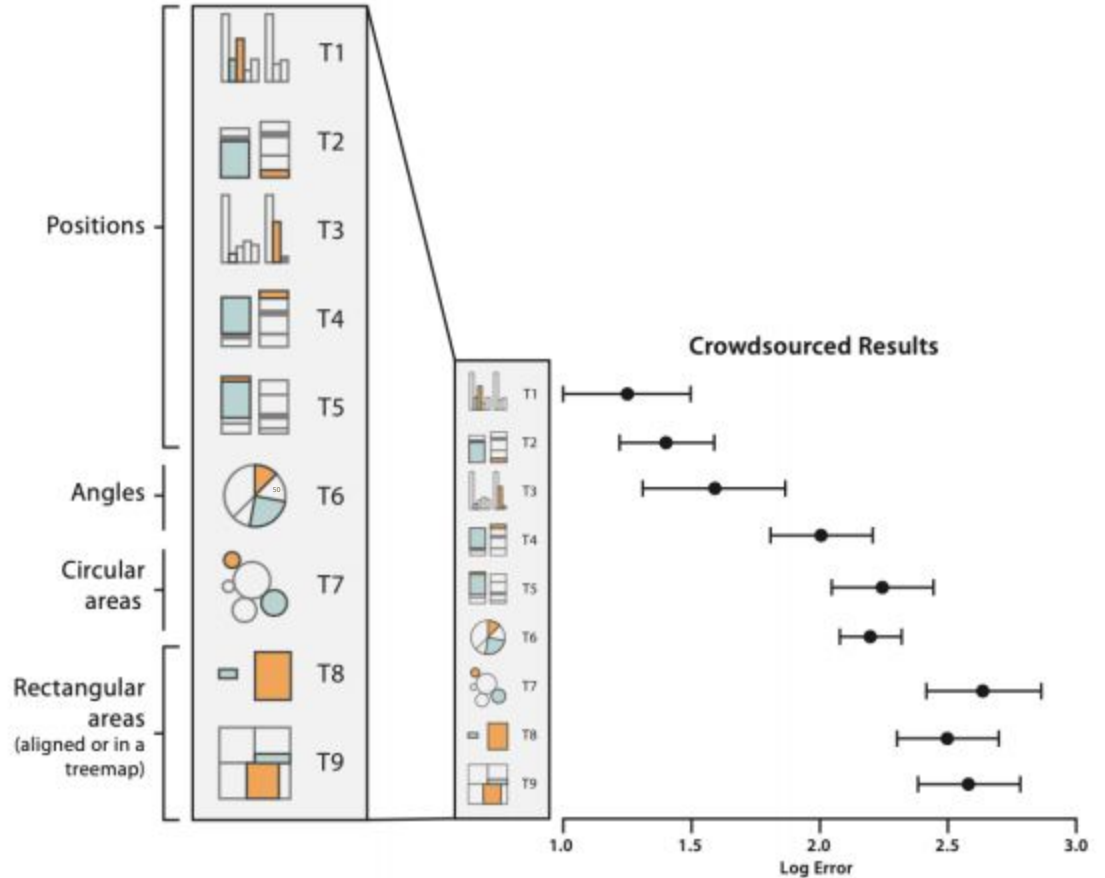 T1
T2
Positions
T3
T4
T5
Angles
50
T6
Circular
areas
T7
Rectangular
areas
(aligned or in a
treemap)
T8
T9
Crowdsourced Results
T1
T2
T3
T4
T5
T6
T7
T8
T9
1.0 1.5 2.0 2.5 3.0
Log Error